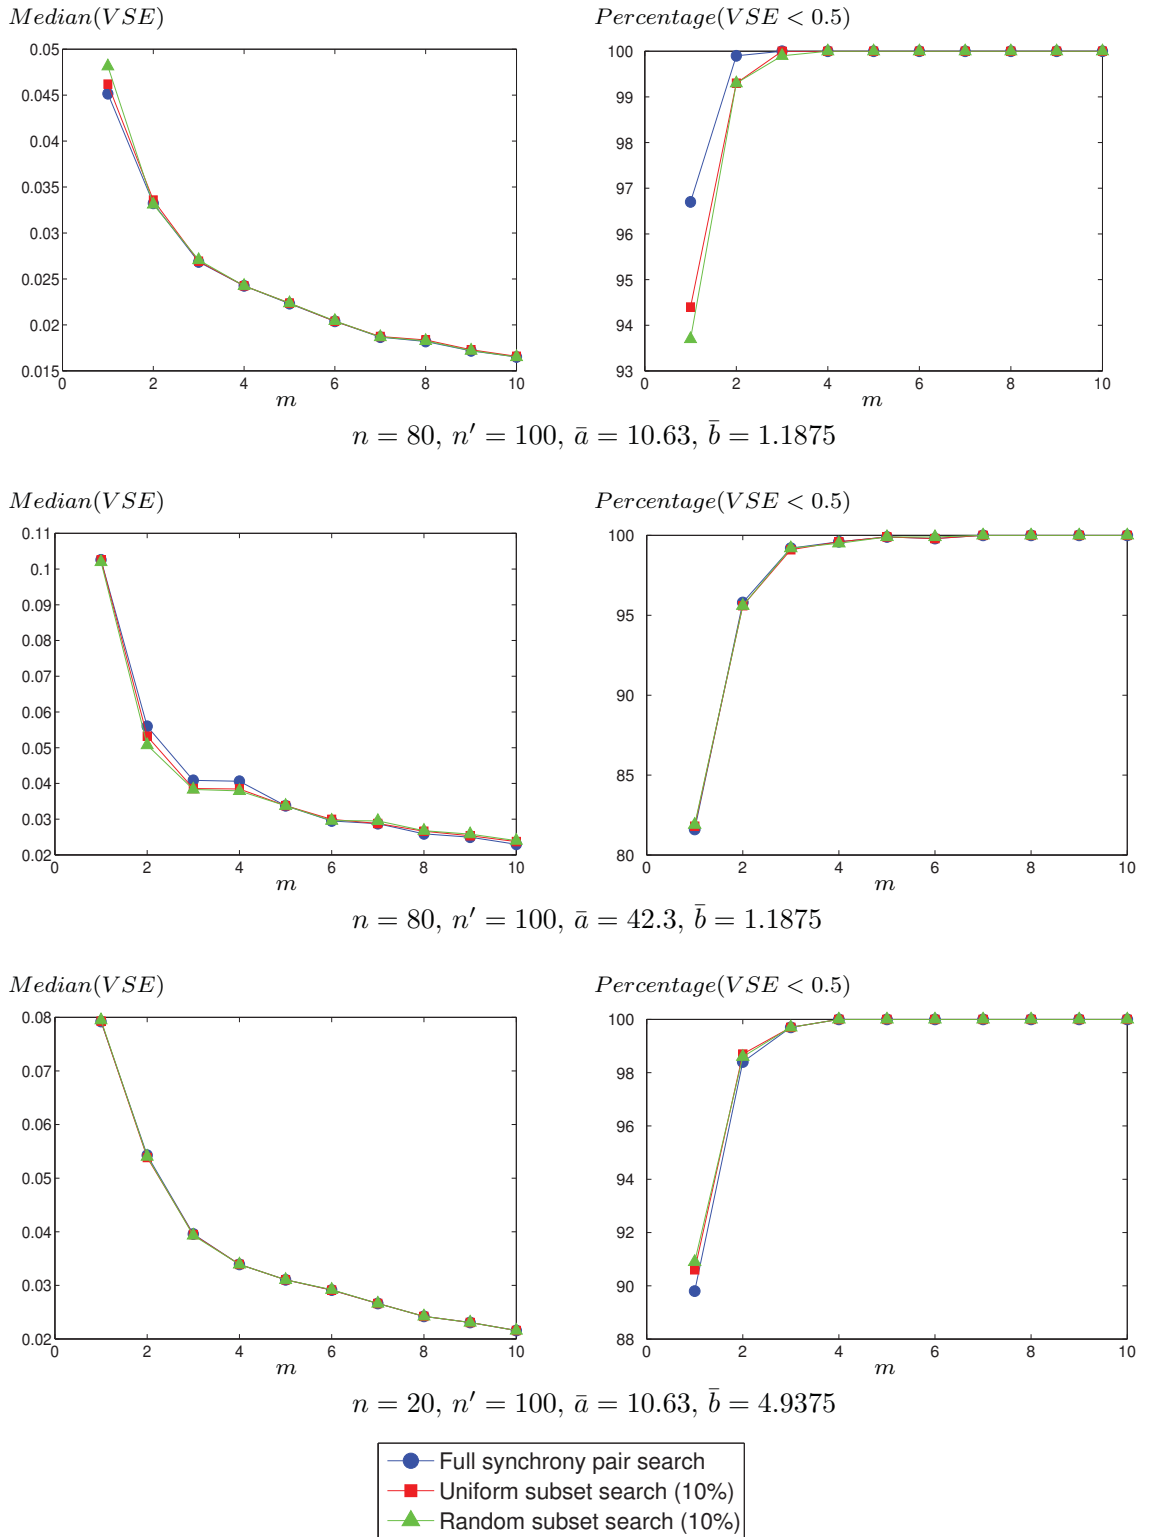 Median(VSE)
Percentage(VSE < 0.5)
0.05
0.045
0.04
0.035
0.03
0.025
0.02
0.015
0 2 4 6 8 10
m
100
99
98
97
96
95
94
93
0 2 4 6 8 10
m
n = 80, n′ = 100, ā = 10.63, b̄ = 1.1875
Median(VSE)
Percentage(VSE < 0.5)
0.11
0.1
0.09
0.08
0.07
0.06
0.05
0.04
0.03
0.02
0 2 4 6 8 10
m
100
95
90
85
80
0 2 4 6 8 10
m
n = 80, n′ = 100, ā = 42.3, b̄ = 1.1875
Median(VSE)
Percentage(VSE < 0.5)
0.08
0.07
0.06
0.05
0.04
0.03
0.02
0 2 4 6 8 10
m
100
98
96
94
92
90
88
0 2 4 6 8 10
m
n = 20, n′ = 100, ā = 10.63, b̄ = 4.9375
Full synchrony pair search
Uniform subset search (10%)
Random subset search (10%)